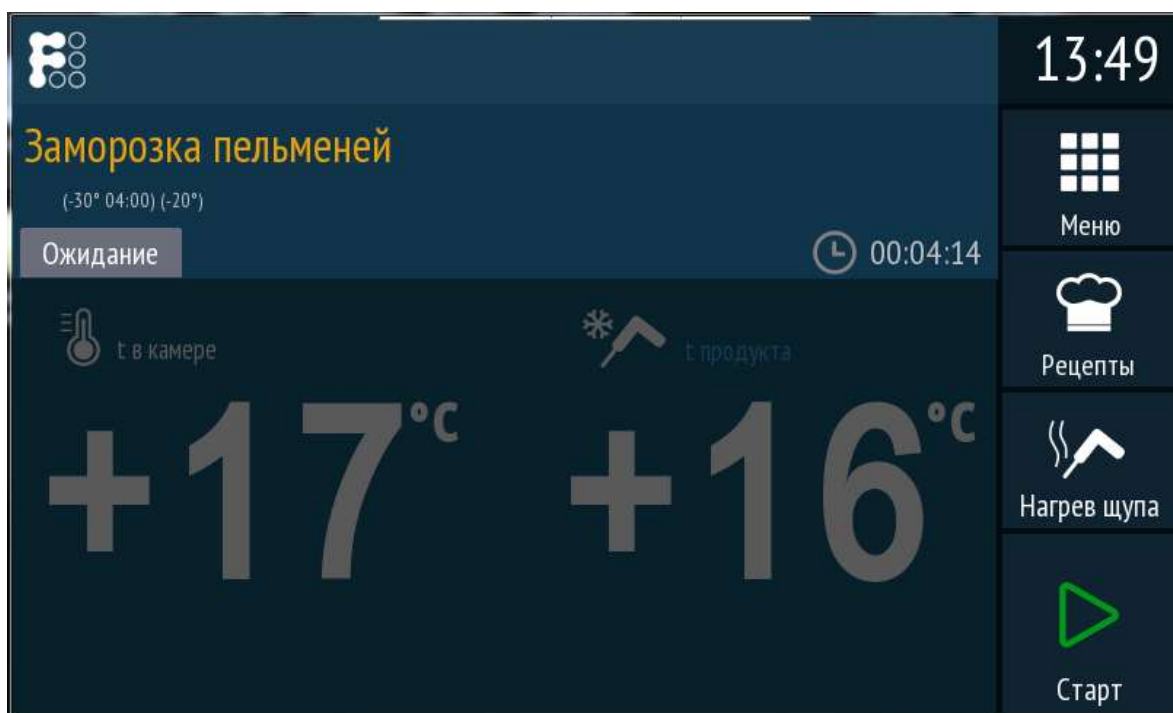 13:49
Заморозка пельменей
(-30° 04:00) (-20°)
Ожидание
00:04:14
Меню
t в камере
t продукта
Рецепты
+17 °C
+16 °C
Нагрев щупа
Старт